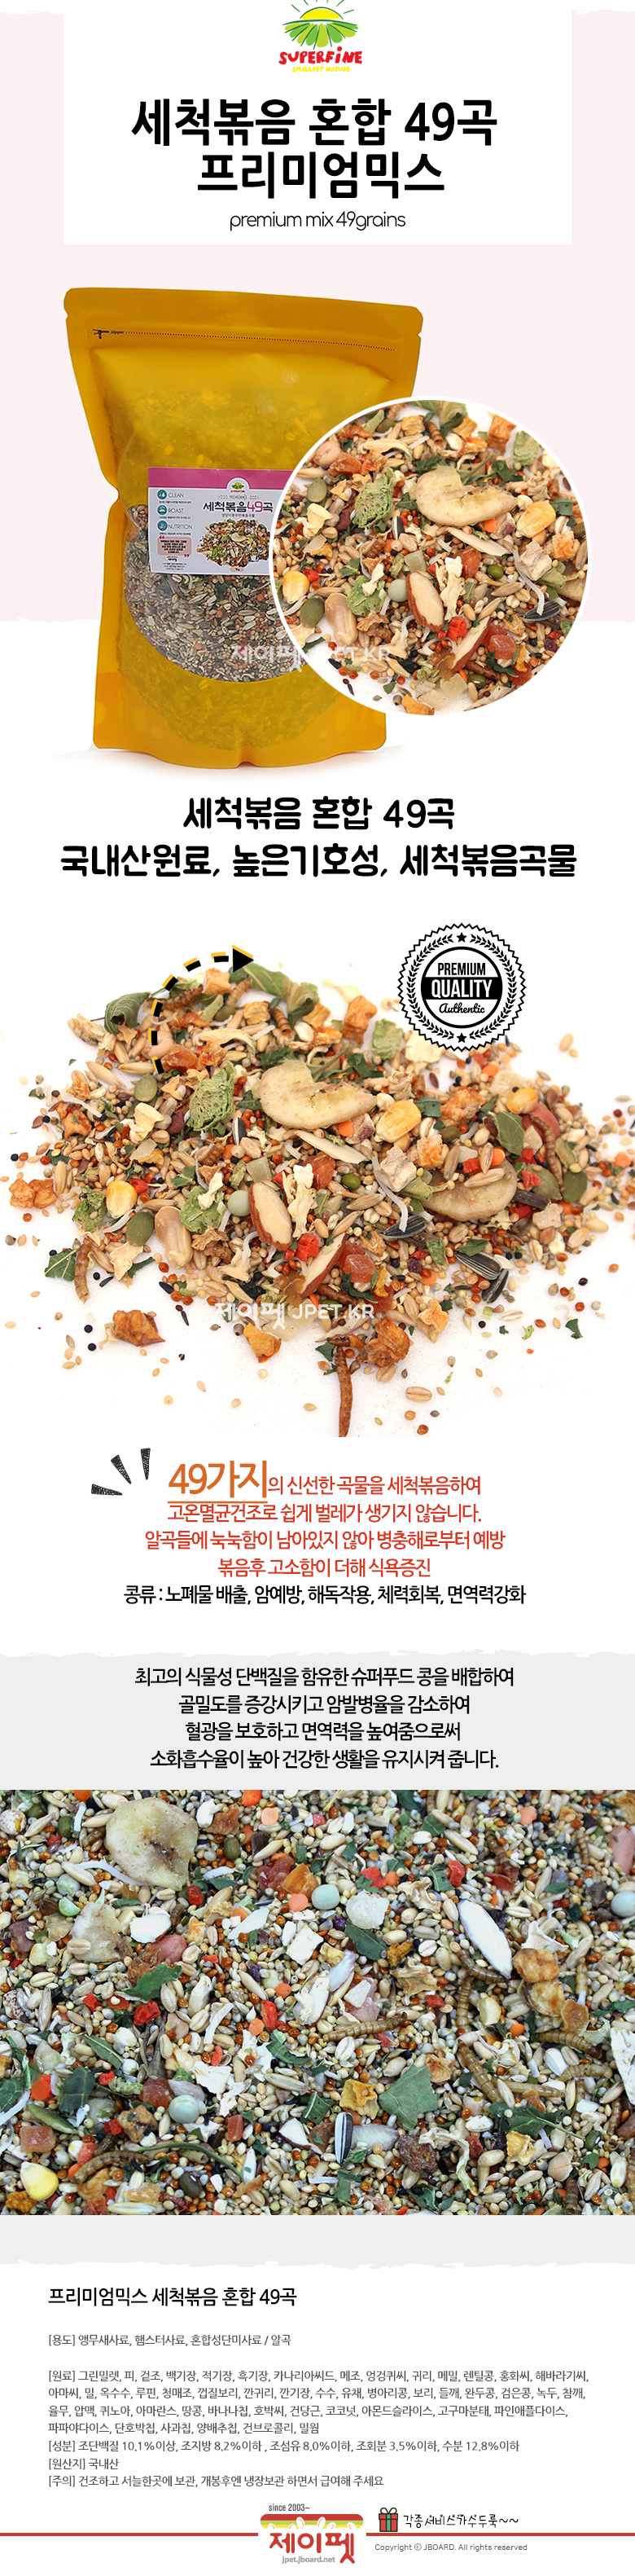 SUPERFINE
세척볶음 혼합 49곡
프리미엄믹스
premium mix 49grains
zipper
CLEAN
ROAST
NUTRITION
세척볶음49곡
제이펫 JPET.KR
세척볶음 혼합 49곡
국내산원료, 높은기호성, 세척볶음곡물
PREMIUM
QUALITY
Authentic
제이펫 JPET.KR
49가지의 신선한 곡물을 세척볶음하여
고온멸균건조로 쉽게 벌레가 생기지 않습니다.
알곡들에 눅눅함이 남아있지 않아 병충해로부터 예방
볶음후 고소함이 더해 식욕증진
콩류 : 노폐물 배출, 암예방, 해독작용, 체력회복, 면역력강화
최고의 식물성 단백질을 함유한 슈퍼푸드 콩을 배합하여
골밀도를 증강시키고 암발병율을 감소하여
혈관을 보호하고 면역력을 높여줌으로써
소화흡수율이 높아 건강한 생활을 유지시켜 줍니다.
프리미엄믹스 세척볶음 혼합 49곡
[용도] 앵무새사료, 햄스터사료, 혼합성단미사료 / 알곡
[원료] 그린밀렛, 피, 겉조, 백기장, 적기장, 흑기장, 카나리아씨드, 메조, 엉겅퀴씨, 귀리, 메밀, 렌틸콩, 홍화씨, 해바라기씨,
아마씨, 밀, 옥수수, 루핀, 청매조, 껍질보리, 깐귀리, 깐기장, 수수, 유채, 병아리콩, 보리, 들깨, 완두콩, 검은콩, 녹두, 참깨,
율무, 압맥, 퀴노아, 아마란스, 땅콩, 바나나칩, 호박씨, 건당근, 코코넛, 아몬드슬라이스, 고구마분태, 파인애플다이스,
파파야다이스, 단호박칩, 사과칩, 양배추칩, 건브로콜리, 밀웜
[성분] 조단백질 10.1%이상, 조지방 8.2%이하 , 조섬유 8.0%이하, 조회분 3.5%이하, 수분 12.8%이하
[원산지] 국내산
[주의] 건조하고 서늘한곳에 보관, 개봉후엔 냉장보관 하면서 급여해 주세요
since 2003~
제이펫
jpet.jboard.net
각종서비스가수두룩~~
Copyright ⓒ JBOARD. All rights reserved